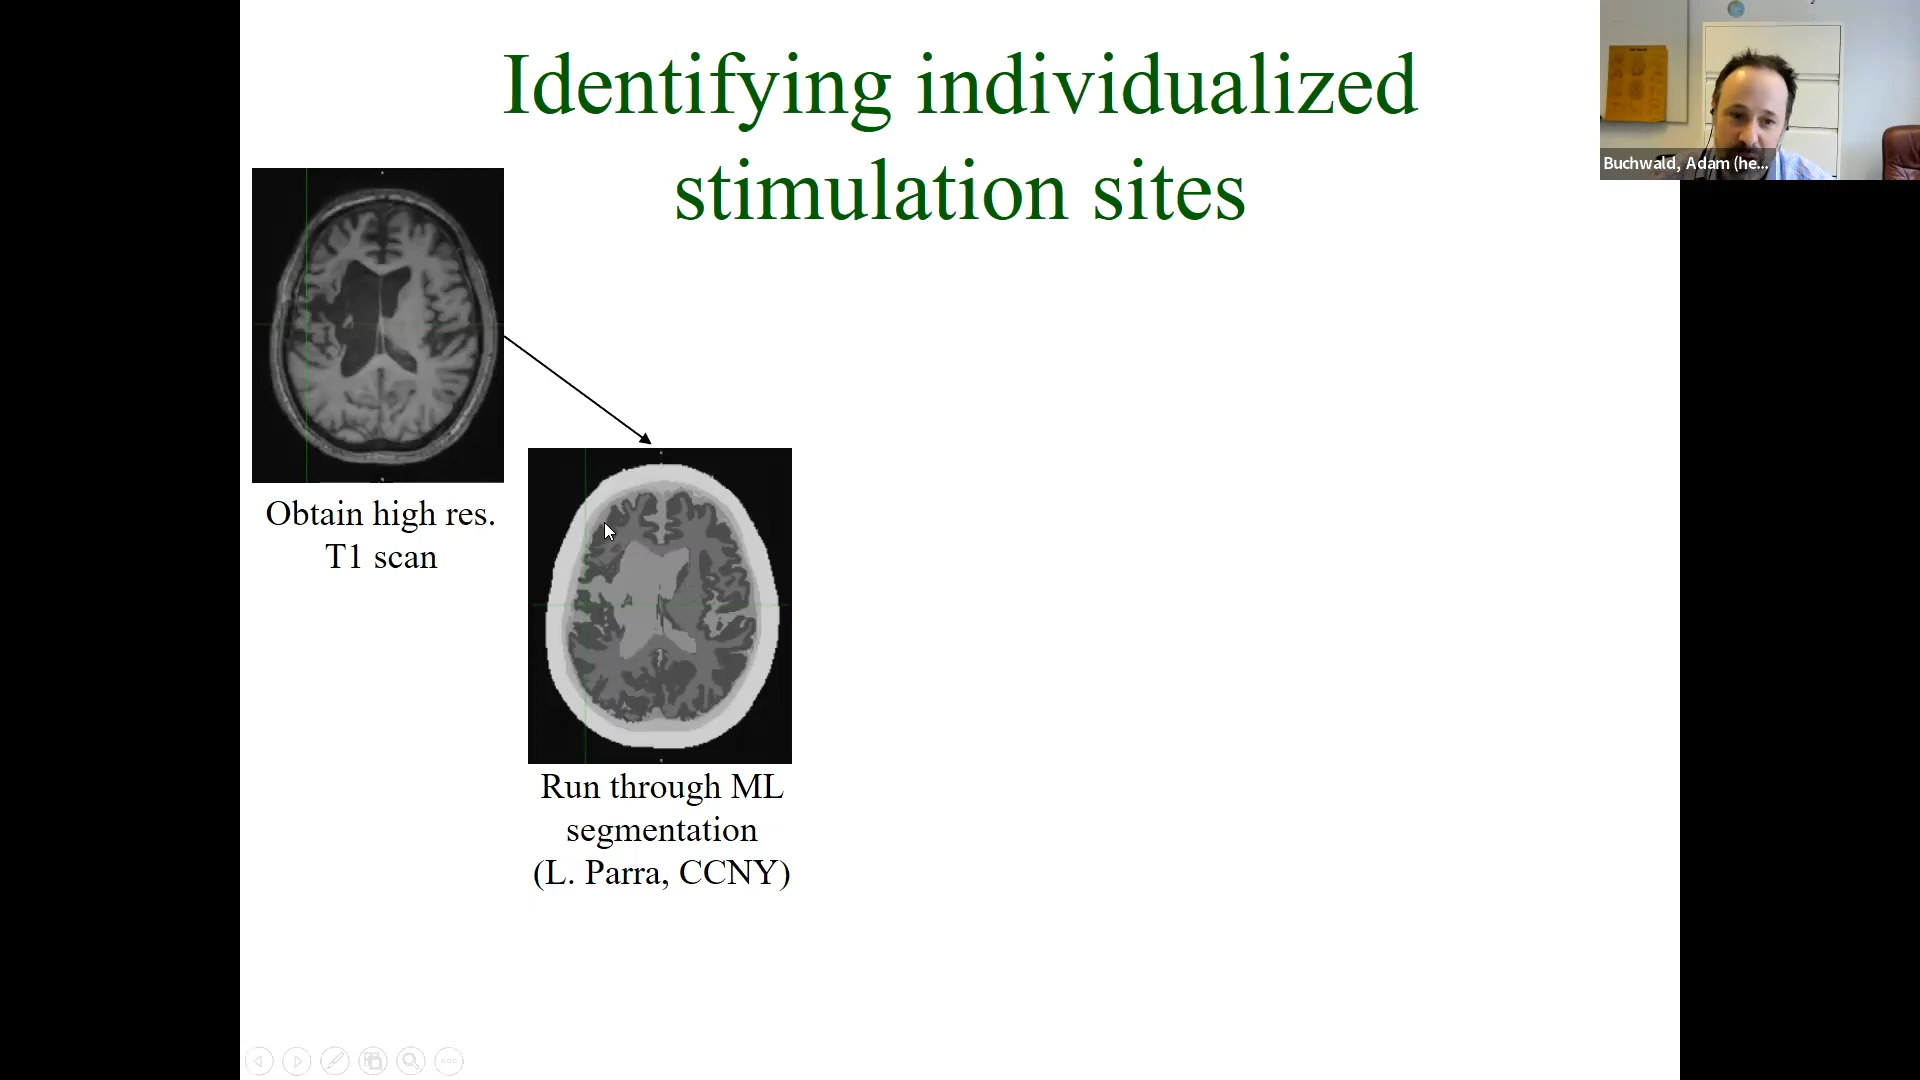 Identifying individualized
stimulation sites
Buchwald, Adam (he...
Obtain high res.
T1 scan
Run through ML
segmentation
(L. Parra, CCNY)